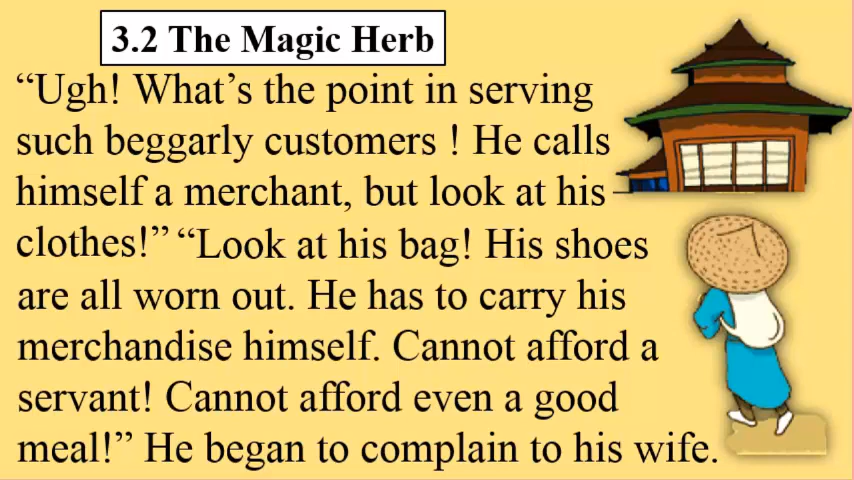 3.2 The Magic Herb
“Ugh! What’s the point in serving
such beggarly customers ! He calls
himself a merchant, but look at his
clothes!” “Look at his bag! His shoes
are all worn out. He has to carry his
merchandise himself. Cannot afford a
servant! Cannot afford even a good
meal!” He began to complain to his wife.